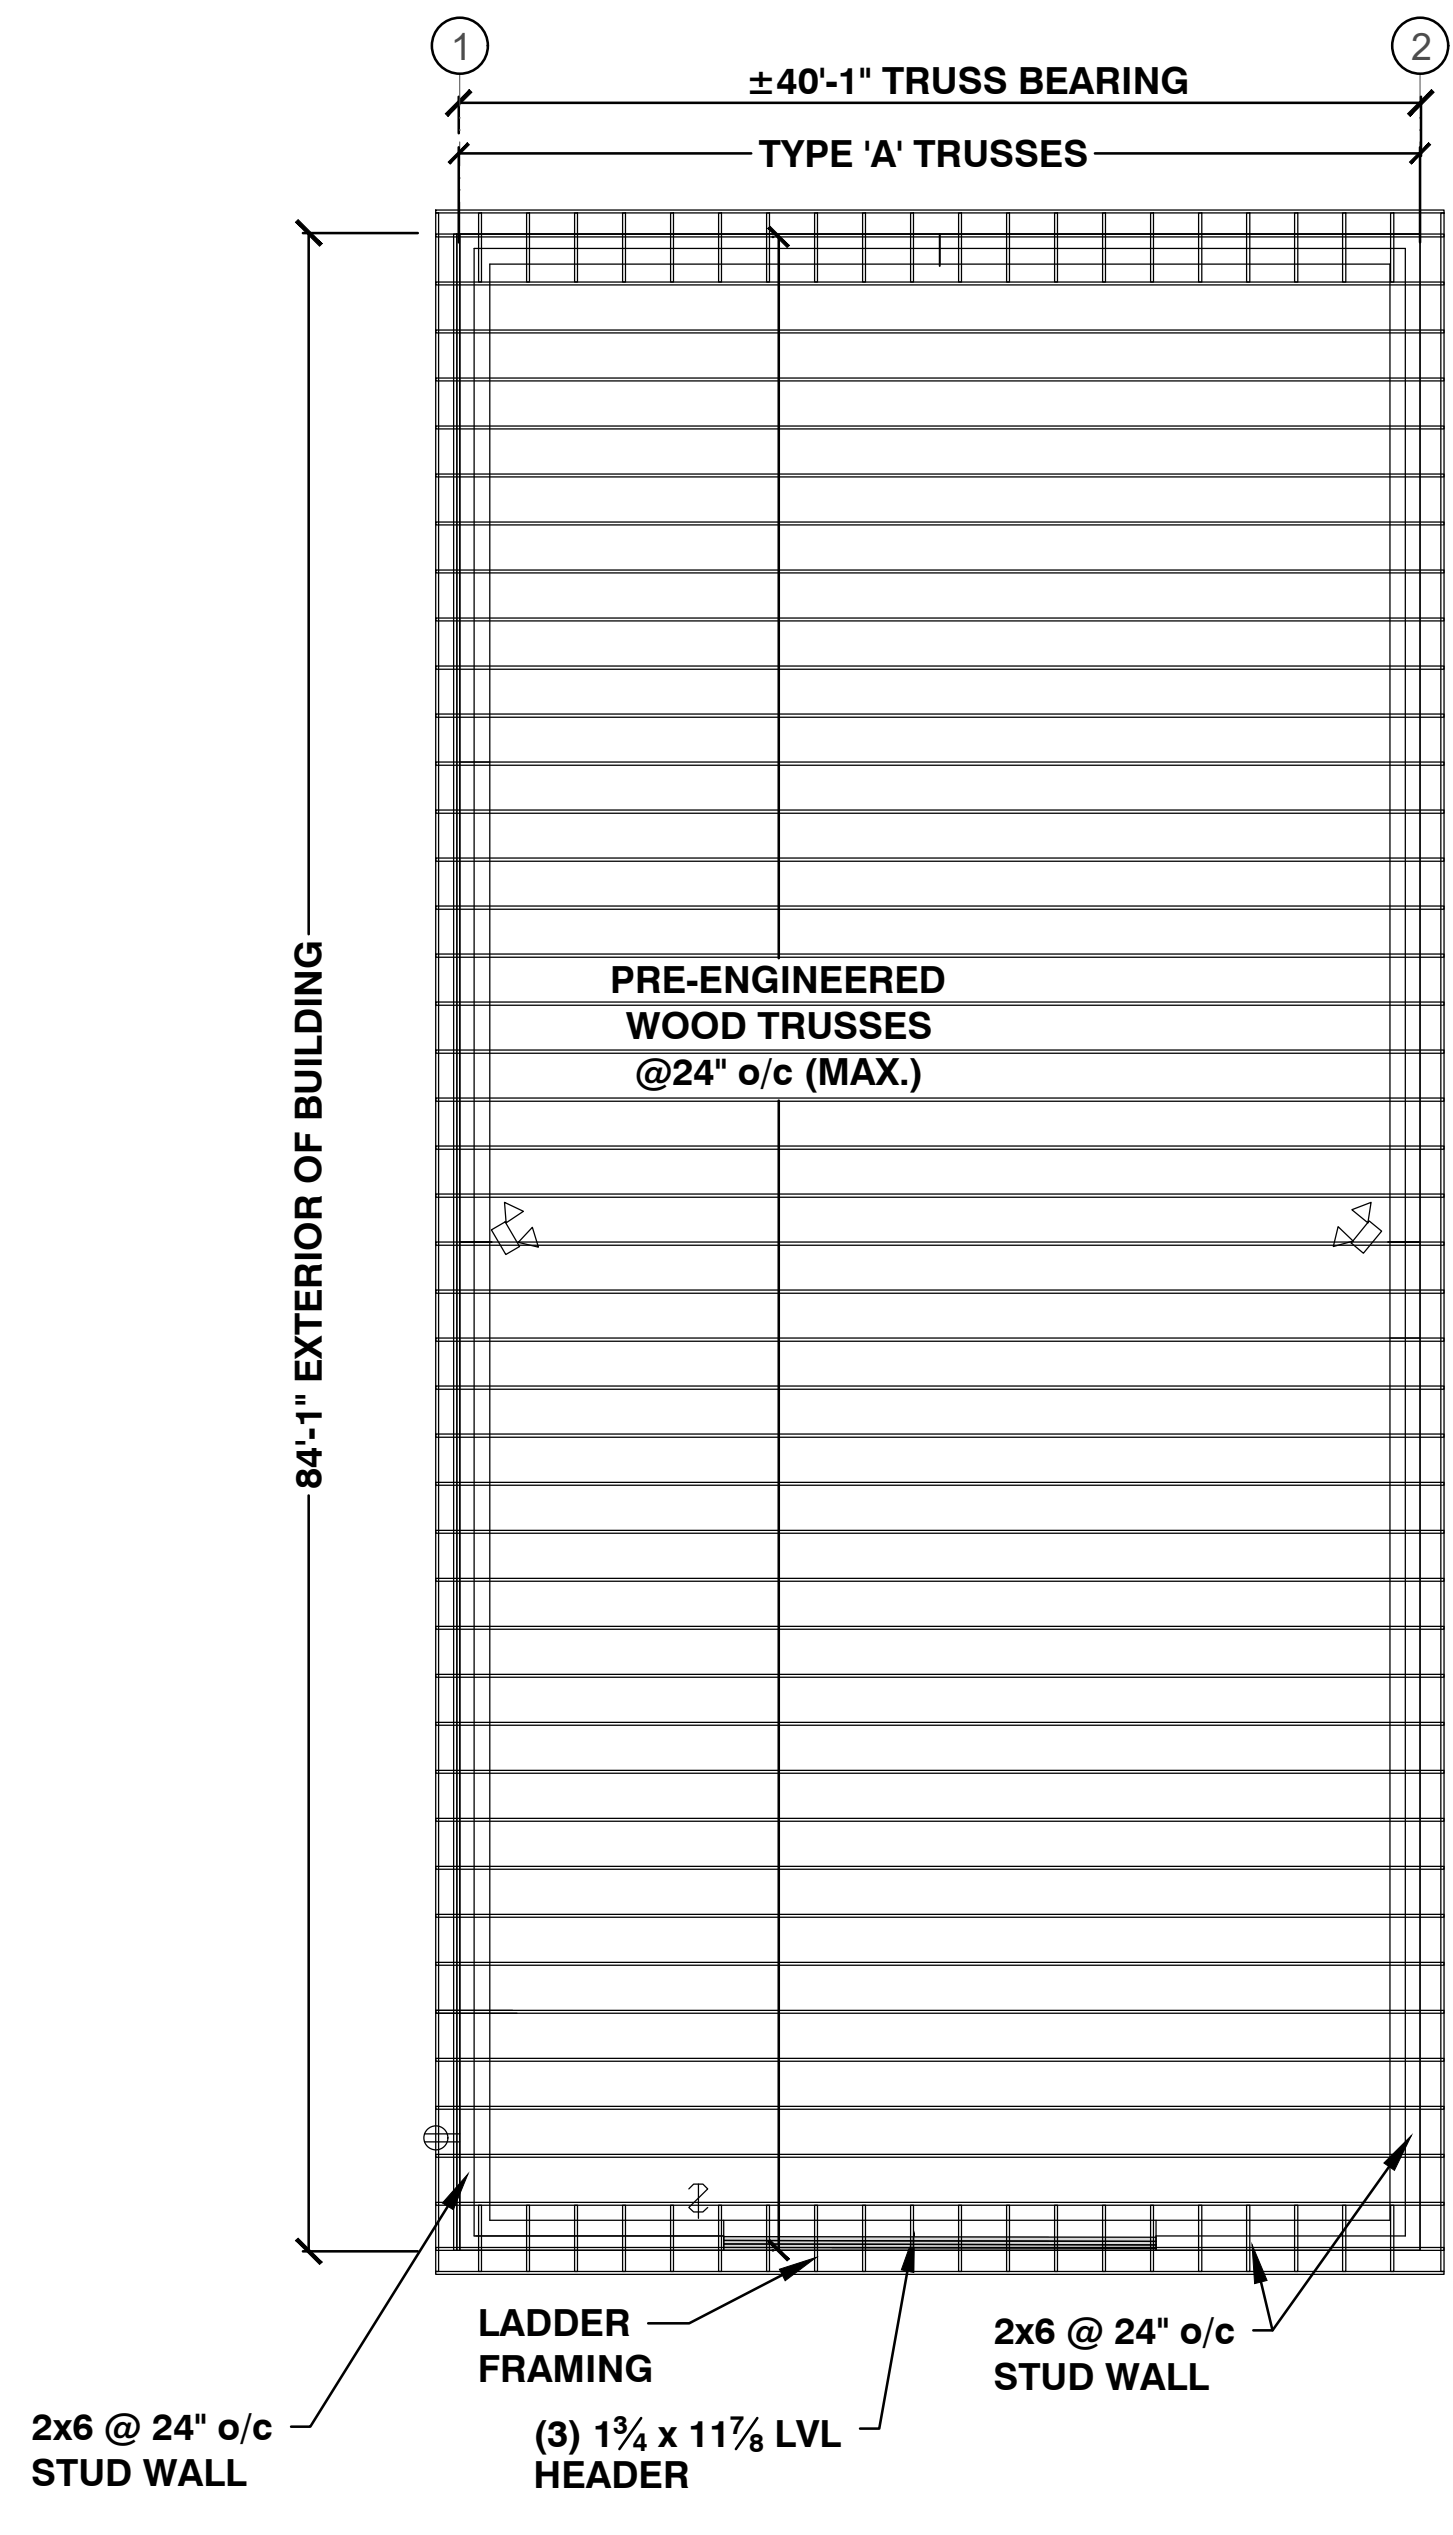 1
2
±40'-1" TRUSS BEARING
TYPE 'A' TRUSSES
84'-1" EXTERIOR OF BUILDING
PRE-ENGINEERED
WOOD TRUSSES
@24" o/c (MAX.)
LADDER
FRAMING
2x6 @ 24" o/c
STUD WALL
2x6 @ 24" o/c
STUD WALL
(3) 1¾ x 11⅞ LVL
HEADER